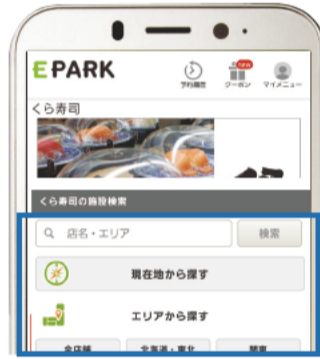 EPARK
予約履歴
NEW
クーポン
マイメニュー
くら寿司
くら寿司の施設検索
店名・エリア
検索
現在地から探す
エリアから探す
全店舗
北海道・東北
関東